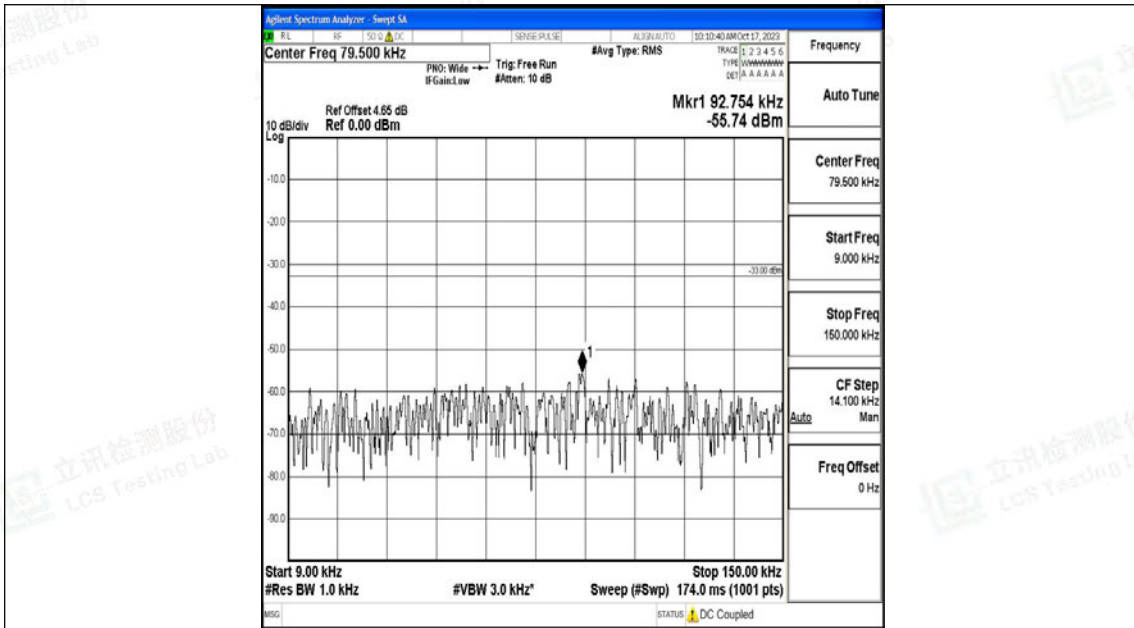 Agilent Spectrum Analyzer - Swept SA
RL RF 50 Ω DC SENSE:PULSE ALIGN AUTO 10:10:40 AM Oct 17, 2023
Center Freq 79.500 kHz
PNO: Wide
IFGain:Low
Trig: Free Run
#Atten: 10 dB
#Avg Type: RMS
TRACE 1 2 3 4 5 6
TYPE
DET A A A A A A
Ref Offset 4.65 dB
Ref 0.00 dBm
10 dB/div
Log
Mkr1 92.754 kHz
-55.74 dBm
-10.0
-20.0
-30.0
-33.00 dBm
-40.0
-50.0
1
-60.0
-70.0
-80.0
-90.0
Start 9.00 kHz
Stop 150.00 kHz
#Res BW 1.0 kHz
#VBW 3.0 kHz*
Sweep (#Swp) 174.0 ms (1001 pts)
MSG
STATUS
DC Coupled
Frequency
Auto Tune
Center Freq
79.500 kHz
Start Freq
9.000 kHz
Stop Freq
150.000 kHz
CF Step
14.100 kHz
Auto Man
Freq Offset
0 Hz
立讯检测股份
LCS Testing Lab
立讯检测股份
LCS Testing